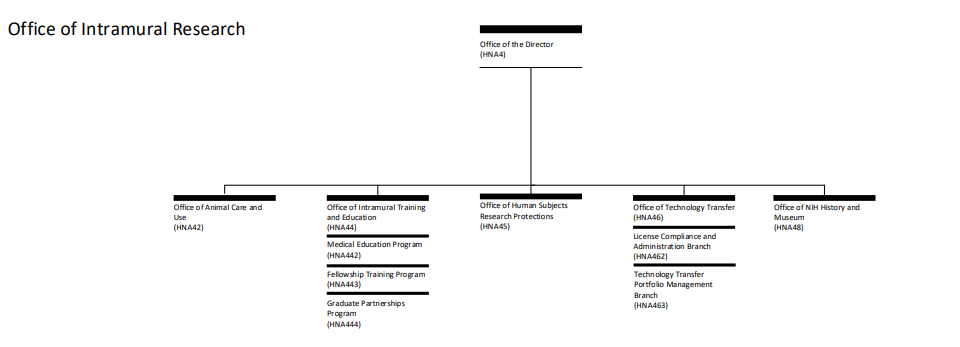 Office of Intramural Research
Office of the Director
(HNA4)
Office of Animal Care and
Use
(HNA42)
Office of Intramural Training
and Education
(HNA44)
Medical Education Program
(HNA442)
Fellowship Training Program
(HNA443)
Graduate Partnerships
Program
(HNA444)
Office of Human Subjects
Research Protections
(HNA45)
Office of Technology Transfer
(HNA46)
License Compliance and
Administration Branch
(HNA462)
Technology Transfer
Portfolio Management
Branch
(HNA463)
Office of NIH History and
Museum
(HNA48)